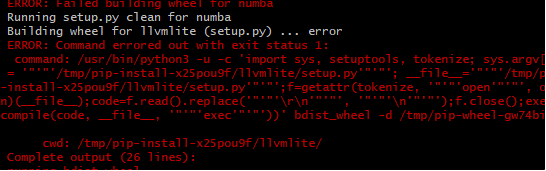 ERROR: Failed building wheel for numba
Running setup.py clean for numba
Building wheel for llvmlite (setup.py) ... error
ERROR: Command errored out with exit status 1:
command: /usr/bin/python3 -u -c 'import sys, setuptools, tokenize; sys.argv[
= '"'"'/tmp/pip-install-x25pou9f/llvmlite/setup.py'"'"'; __file__='"'"'/tmp/p
ip-install-x25pou9f/llvmlite/setup.py'"'"';f=getattr(tokenize, '"'"'open'"'"', o
n)(__file__);code=f.read().replace('"'"'\r\n'"'"', '"'"'\n'"'"');f.close();exe
compile(code, __file__, '"'"'exec'"'"'))' bdist_wheel -d /tmp/pip-wheel-gw74bi
cwd: /tmp/pip-install-x25pou9f/llvmlite/
Complete output (26 lines):
running bdist_wheel